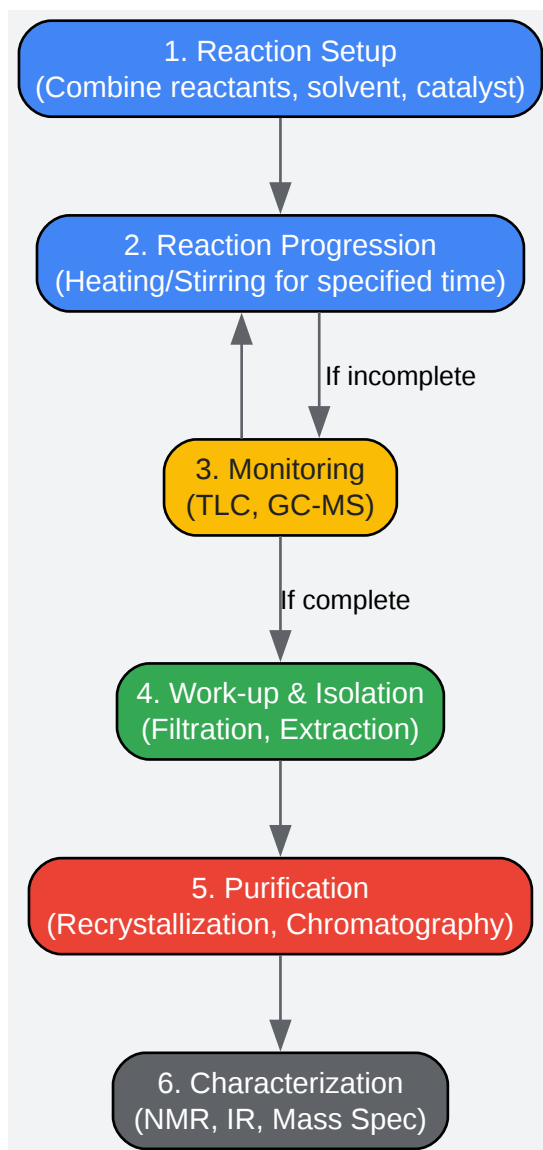 1. Reaction Setup
(Combine reactants, solvent, catalyst)
2. Reaction Progression
(Heating/Stirring for specified time)
If incomplete
3. Monitoring
(TLC, GC-MS)
If complete
4. Work-up & Isolation
(Filtration, Extraction)
5. Purification
(Recrystallization, Chromatography)
6. Characterization
(NMR, IR, Mass Spec)